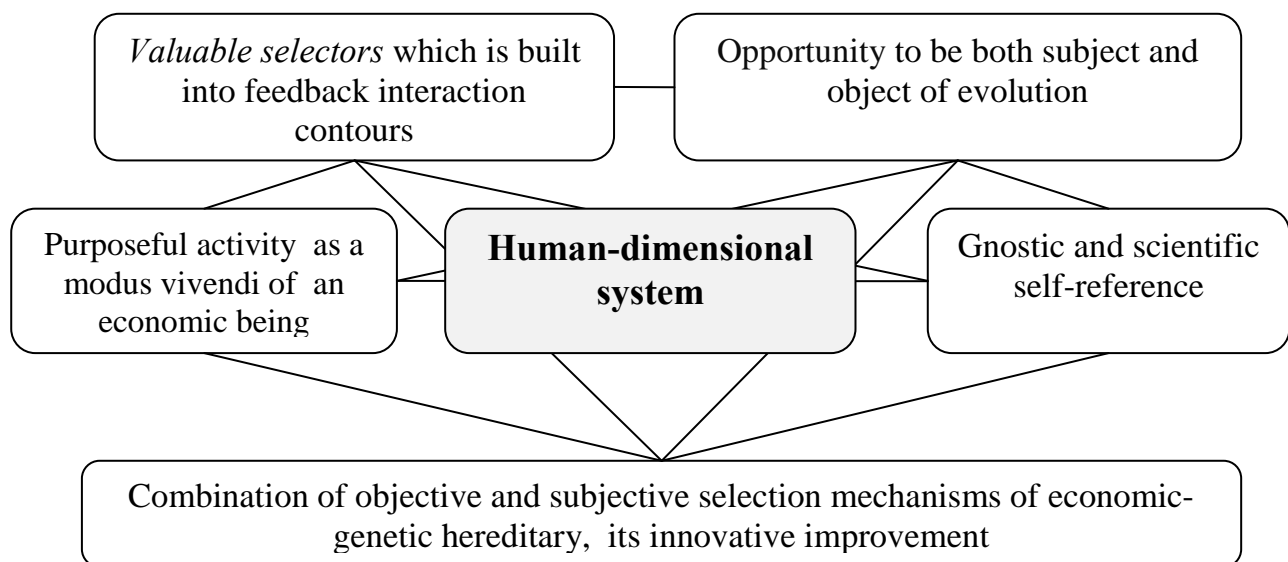 Valuable selectors which is built
into feedback interaction
contours
Opportunity to be both subject and
object of evolution
Purposeful activity as a
modus vivendi of an
economic being
Human-dimensional
system
Gnostic and scientific
self-reference
Combination of objective and subjective selection mechanisms of economic-
genetic hereditary, its innovative improvement